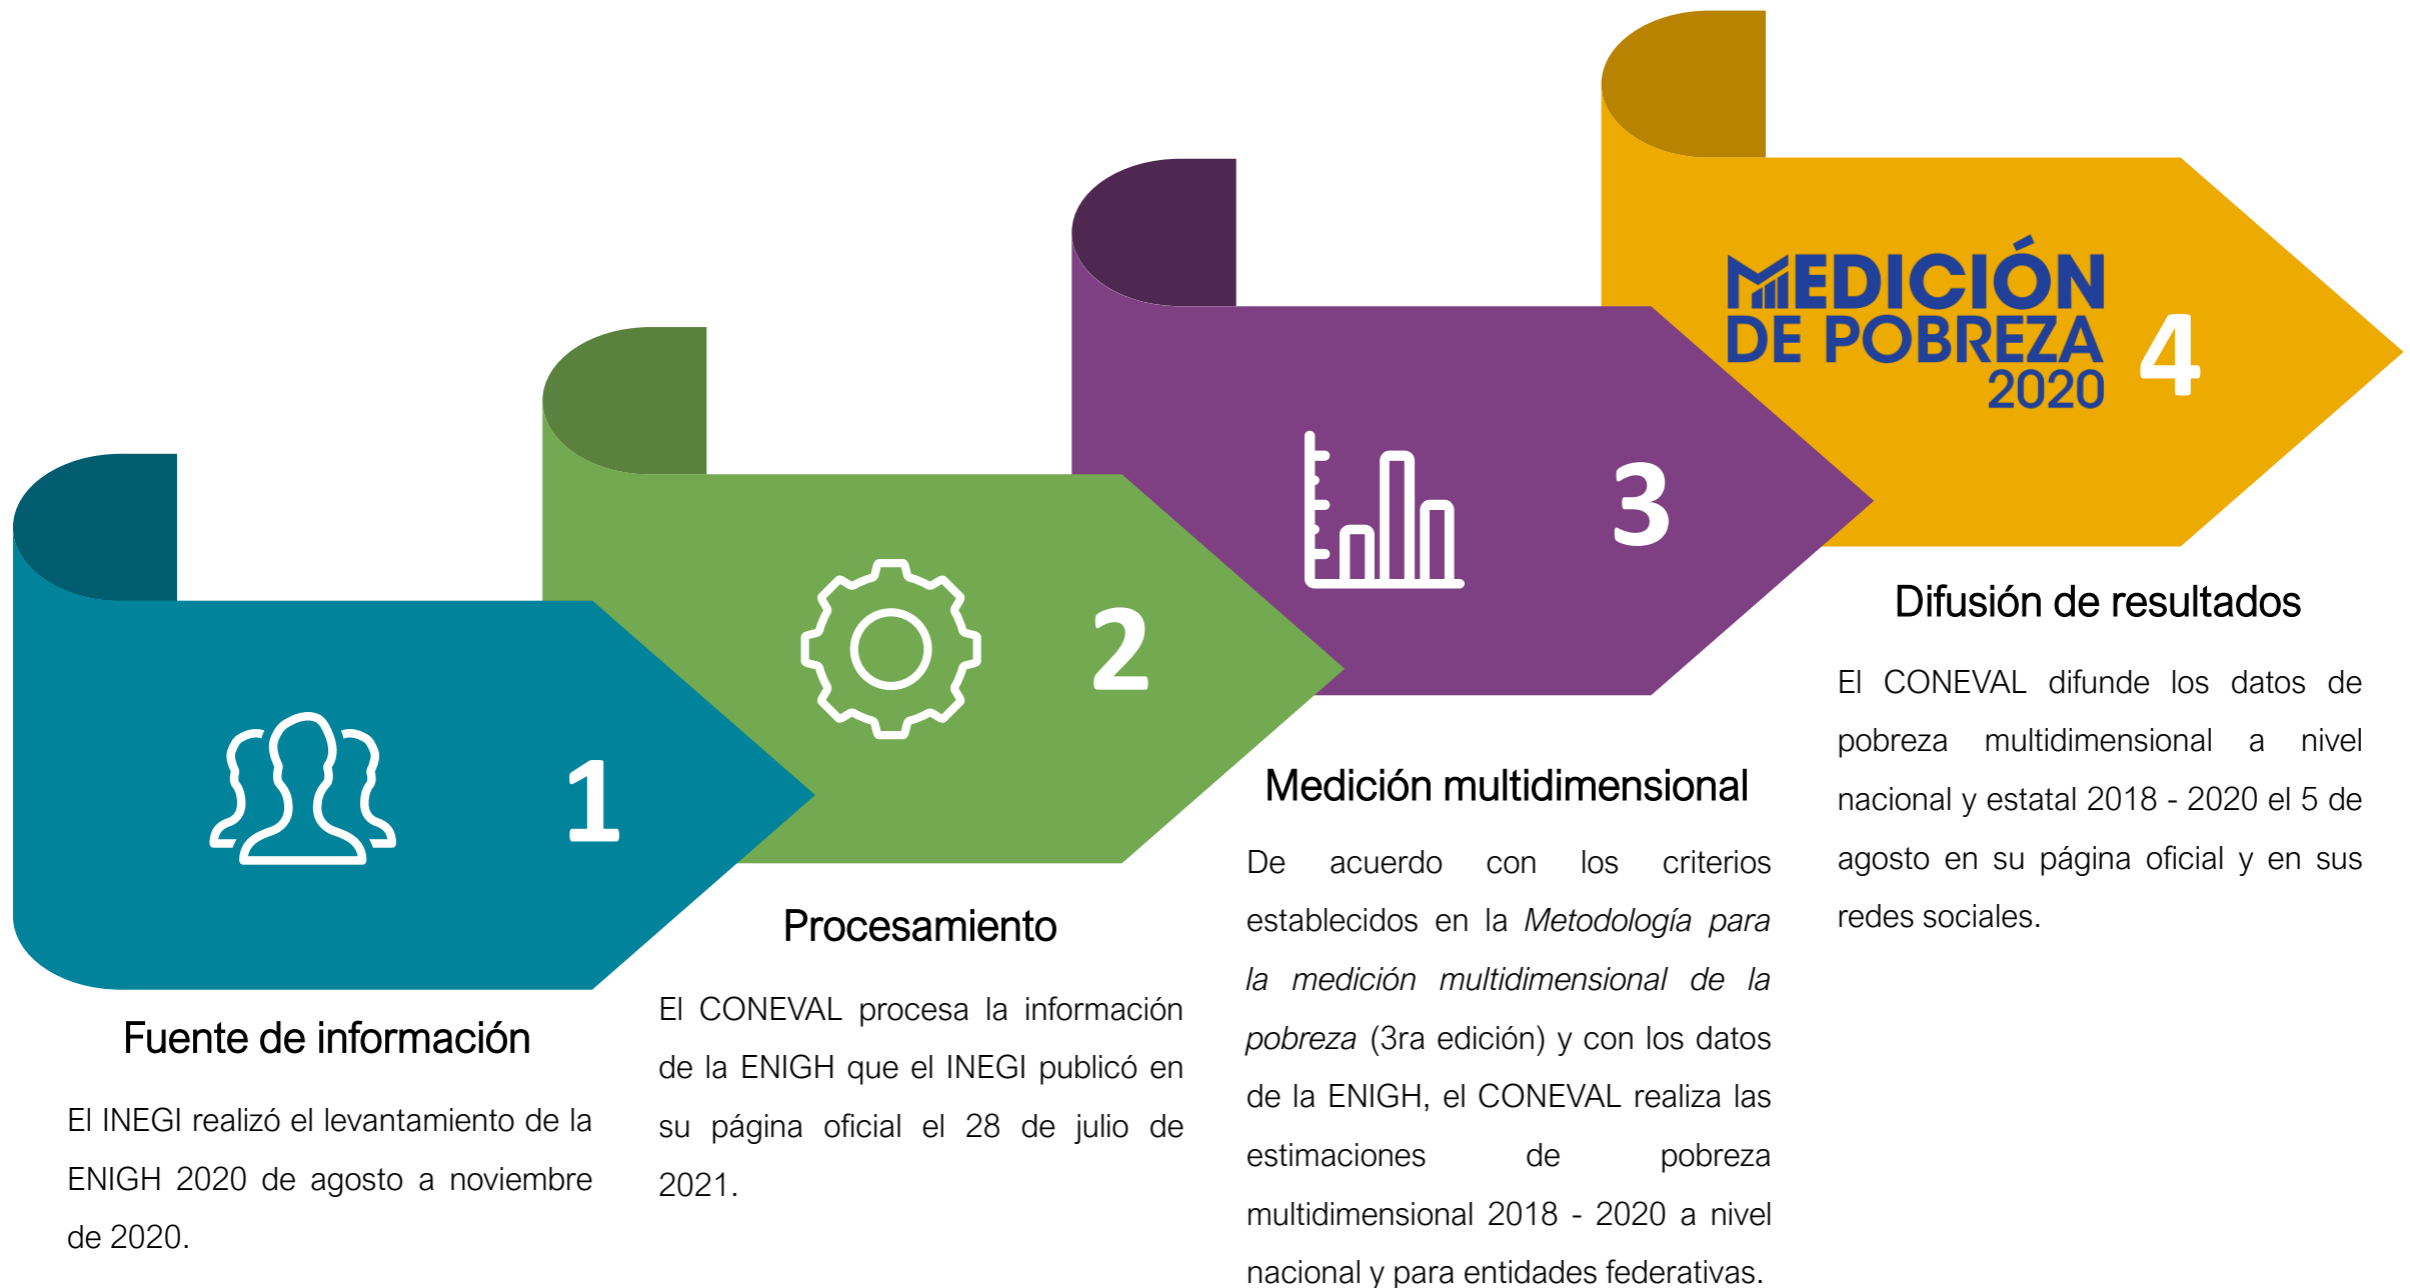 1
Fuente de información
El INEGI realizó el levantamiento de la
ENIGH 2020 de agosto a noviembre
de 2020.
2
Procesamiento
El CONEVAL procesa la información
de la ENIGH que el INEGI publicó en
su página oficial el 28 de julio de
2021.
3
Medición multidimensional
De acuerdo con los criterios
establecidos en la Metodología para
la medición multidimensional de la
pobreza (3ra edición) y con los datos
de la ENIGH, el CONEVAL realiza las
estimaciones de pobreza
multidimensional 2018 - 2020 a nivel
nacional y para entidades federativas.
MEDICIÓN
DE POBREZA
2020
4
Difusión de resultados
El CONEVAL difunde los datos de
pobreza multidimensional a nivel
nacional y estatal 2018 - 2020 el 5 de
agosto en su página oficial y en sus
redes sociales.